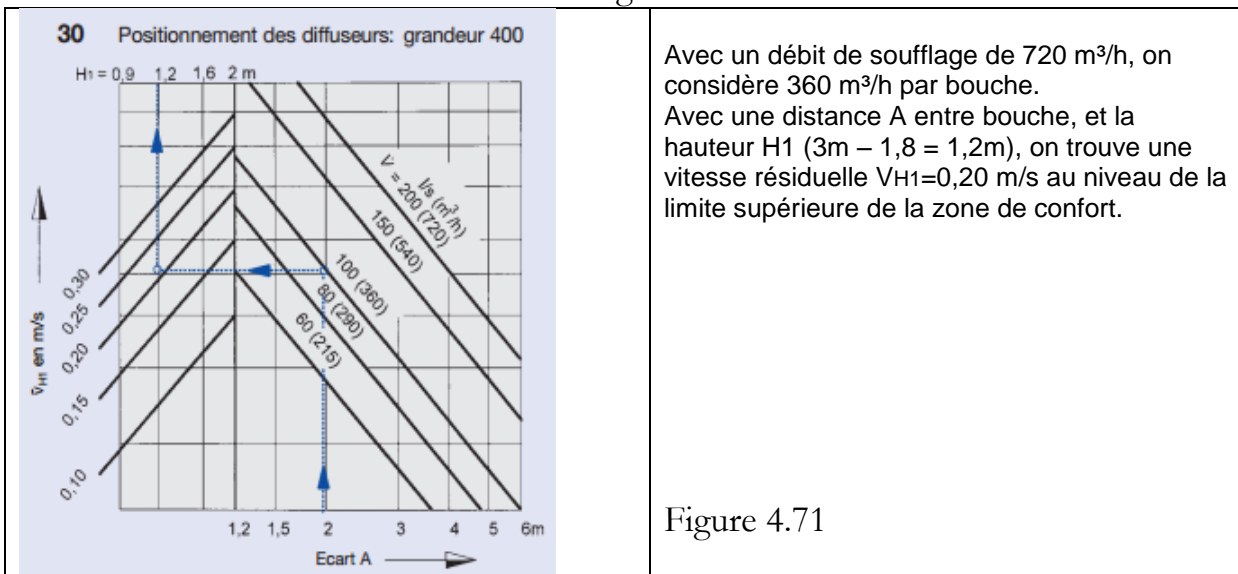 30 Positionnement des diffuseurs: grandeur 400
H1 = 0,9 1,2 1,6 2 m
V̇ = 200 (720)
l/s (m³/h)
150 (540)
100 (360)
80 (290)
60 (215)
0,30
0,25
0,20
0,15
0,10
v̄H1 en m/s
1,2 1,5 2 3 4 5 6m
Ecart A
Avec un débit de soufflage de 720 m³/h, on
considère 360 m³/h par bouche.
Avec une distance A entre bouche, et la
hauteur H1 (3m – 1,8 = 1,2m), on trouve une
vitesse résiduelle VH1=0,20 m/s au niveau de la
limite supérieure de la zone de confort.
Figure 4.71